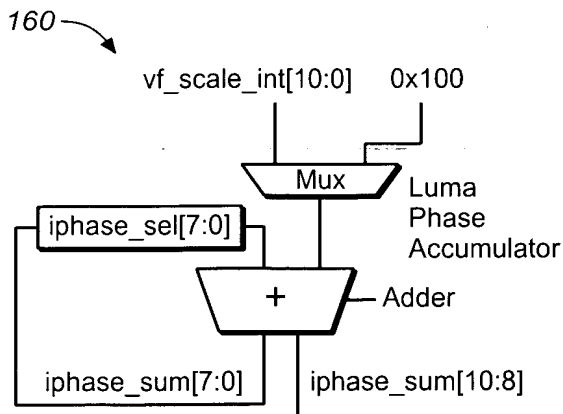 160
vf_scale_int[10:0] 0x100
Mux
Luma
Phase
Accumulator
iphase_sel[7:0]
+
Adder
iphase_sum[7:0] iphase_sum[10:8]